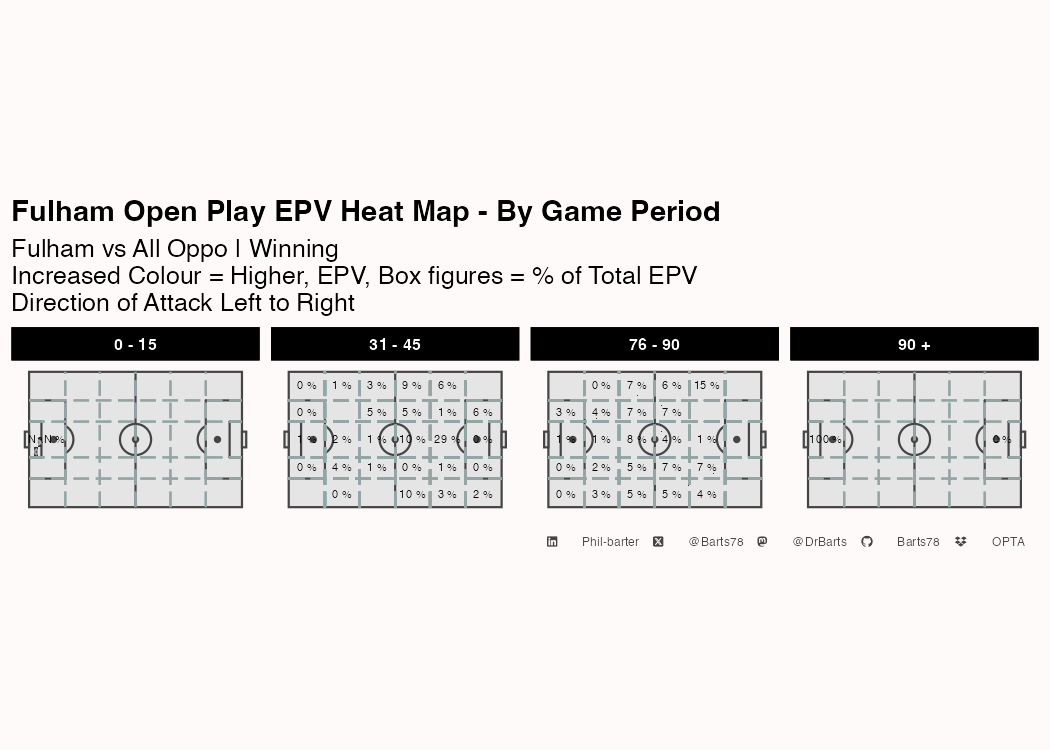 Fulham Open Play EPV Heat Map - By Game Period
Fulham vs All Oppo | Winning
Increased Colour = Higher, EPV, Box figures = % of Total EPV
Direction of Attack Left to Right
0 - 15
31 - 45
76 - 90
90 +
0 % 1 % 3 % 9 % 6 %
0 % 5 % 5 % 1 % 6 %
1 % 2 % 1 % 10 % 29 % 0 %
0 % 4 % 1 % 0 % 1 % 0 %
0 % 10 % 3 % 2 %
0 % 7 % 6 % 15 %
3 % 4 % 7 % 7 %
1 % 1 % 8 % 4 % 1 %
0 % 2 % 5 % 7 % 7 %
0 % 3 % 5 % 5 % 4 %
100 % 0 %
Phil-barter @Barts78 @DrBarts Barts78 OPTA